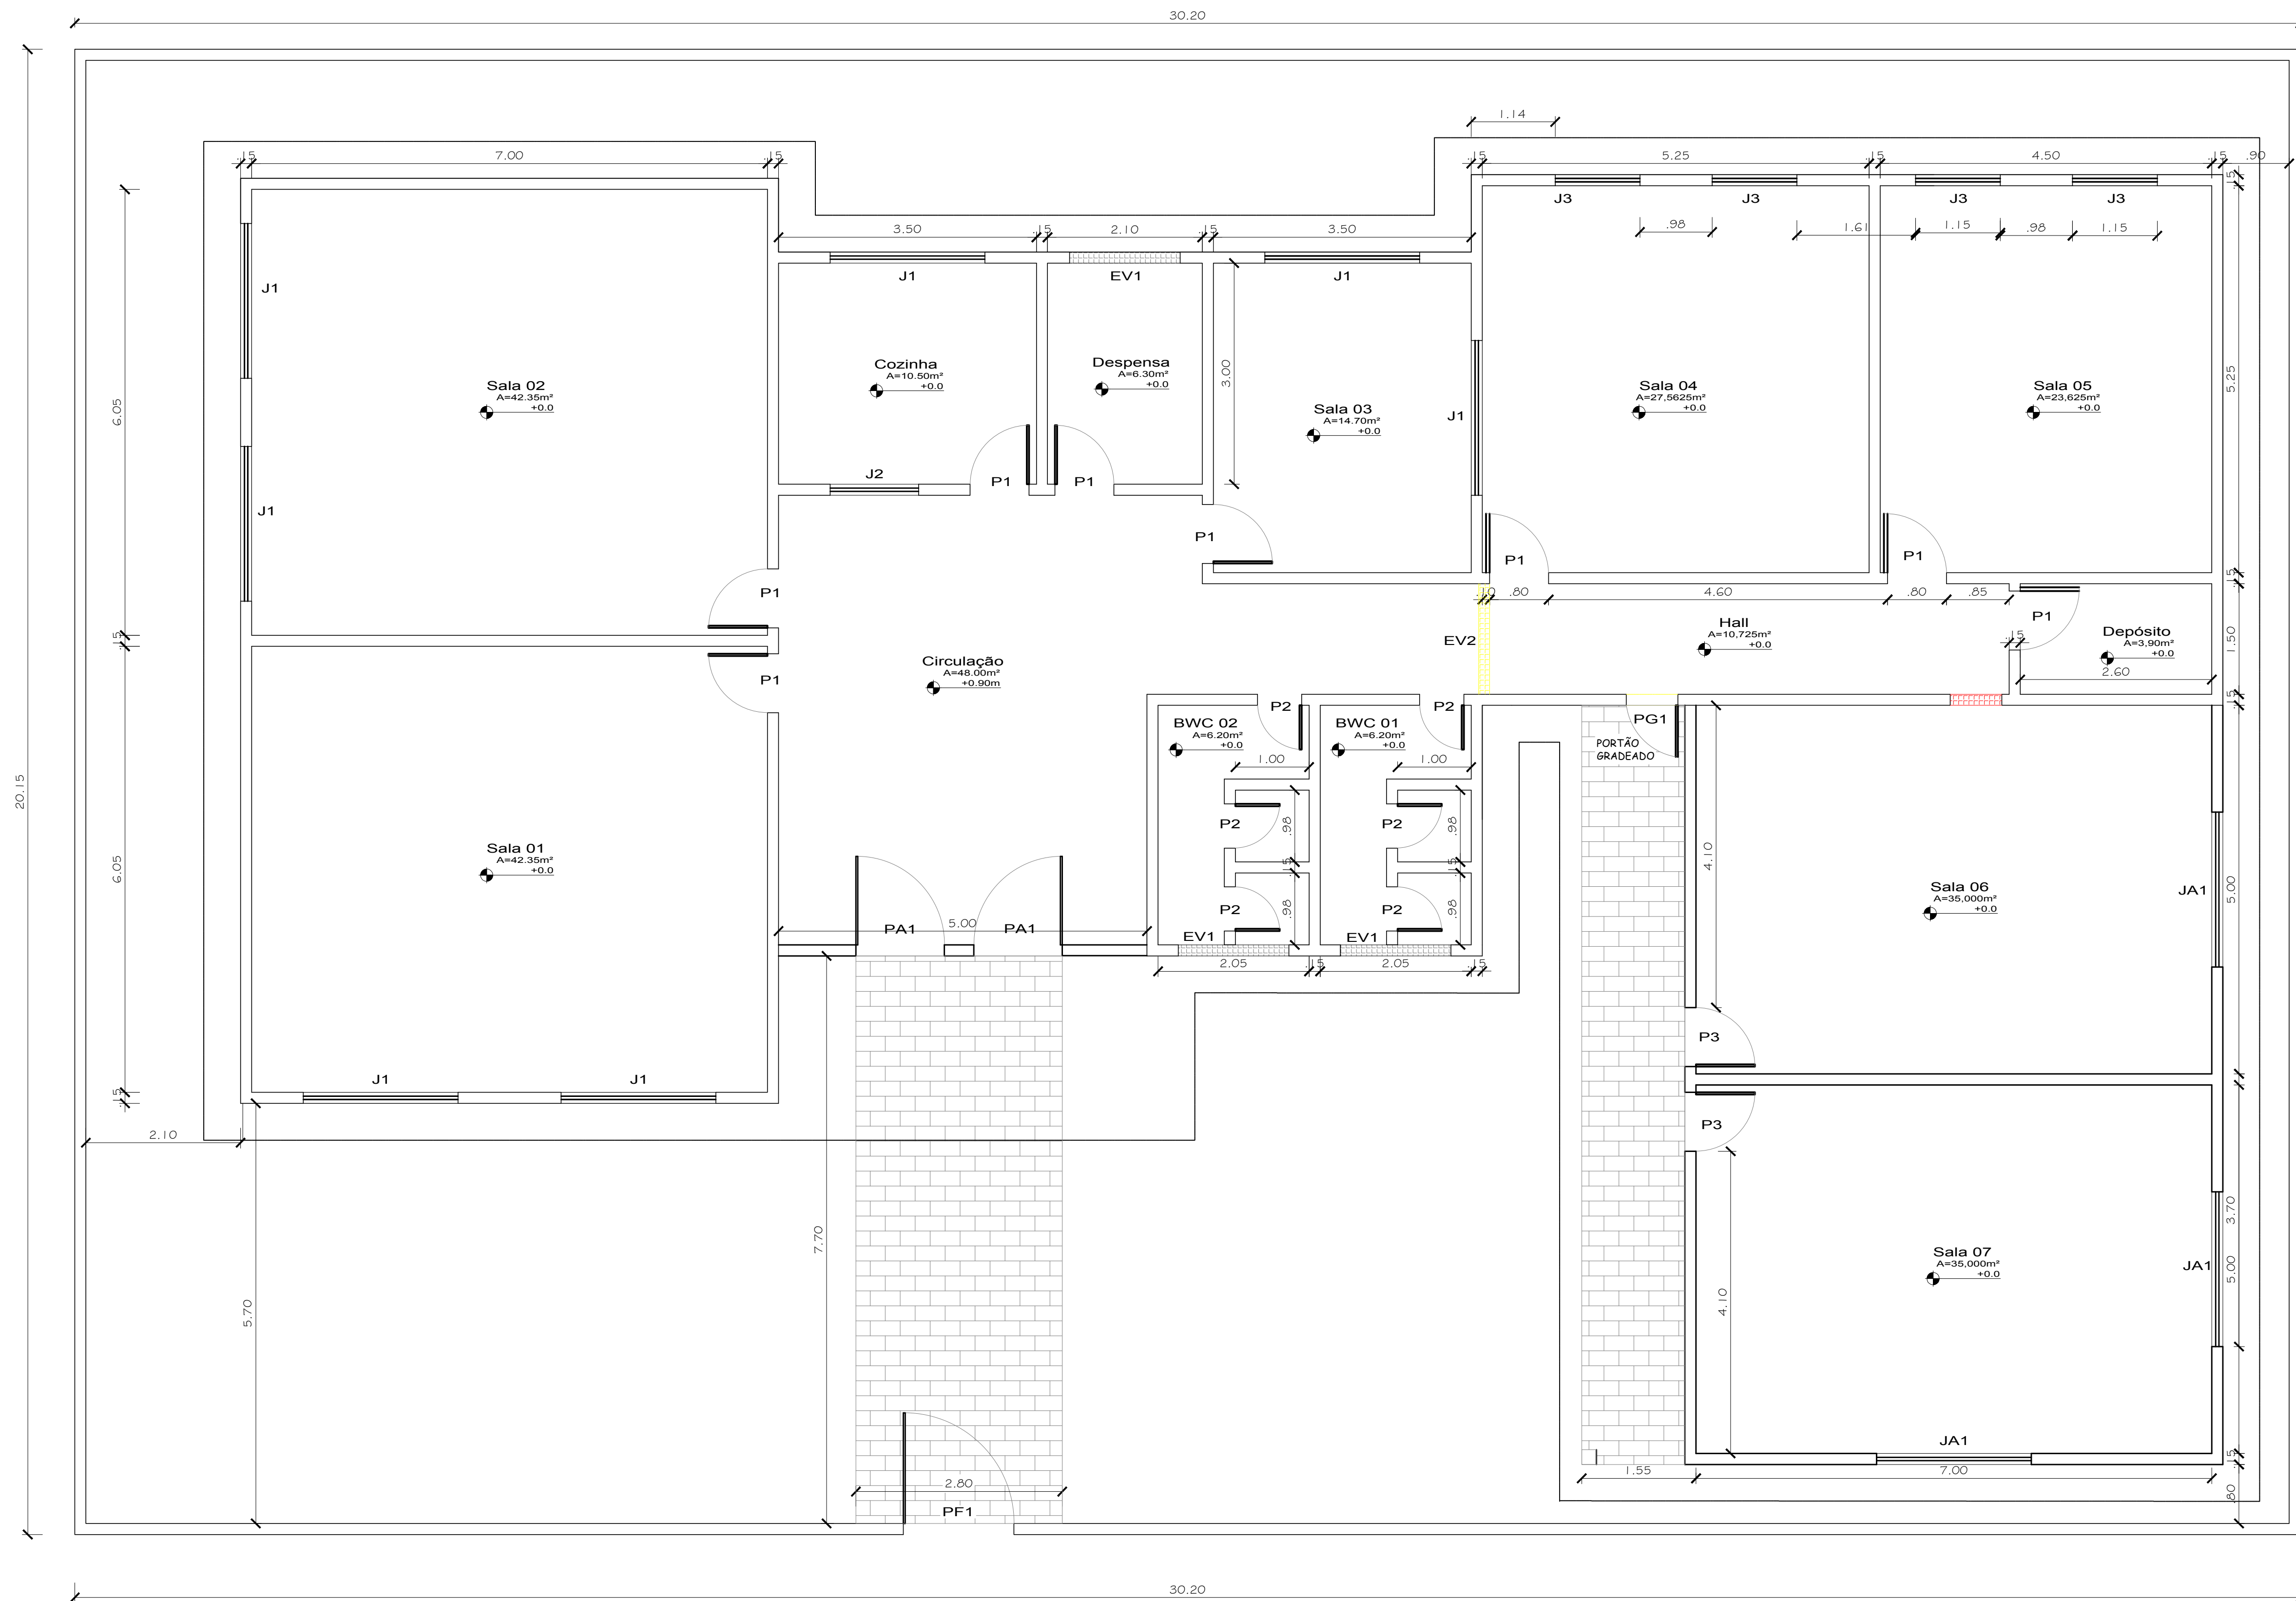 30.20
1.14
.15
7.00
.15
.15
5.25
.15
4.50
.15
.90
.15
J3
J3
J3
J3
.98
1.61
1.15
.98
1.15
3.50
.15
2.10
.15
3.50
J1
EV1
J1
J1
6.05
Sala 02
A=42.35m²
+0.0
Cozinha
A=10.50m²
+0.0
Despensa
A=6.30m²
+0.0
3.00
Sala 03
A=14.70m²
+0.0
J1
Sala 04
A=27,5625m²
+0.0
Sala 05
A=23,625m²
+0.0
5.25
J1
J2
P1
P1
P1
P1
P1
.15
P1
.10
.80
4.60
.80
.85
P1
.15
EV2
Hall
A=10,725m²
+0.0
Depósito
A=3,90m²
+0.0
1.50
.15
2.60
.15
P1
Circulação
A=48.00m²
+0.90m
P2
P2
BWC 02
A=6.20m²
+0.0
BWC 01
A=6.20m²
+0.0
PG1
PORTÃO
GRADEADO
1.00
1.00
20.15
P2
.98
P2
.98
4.10
6.05
Sala 01
A=42.35m²
+0.0
.15
.15
Sala 06
A=35,000m²
+0.0
JA1
5.00
P2
.98
P2
.98
PA1
5.00
PA1
EV1
EV1
2.05
.15
2.05
.15
P3
J1
J1
.15
.15
P3
2.10
5.70
7.70
3.70
Sala 07
A=35,000m²
+0.0
JA1
5.00
4.10
JA1
.15
1.55
7.00
2.80
.80
PF1
30.20